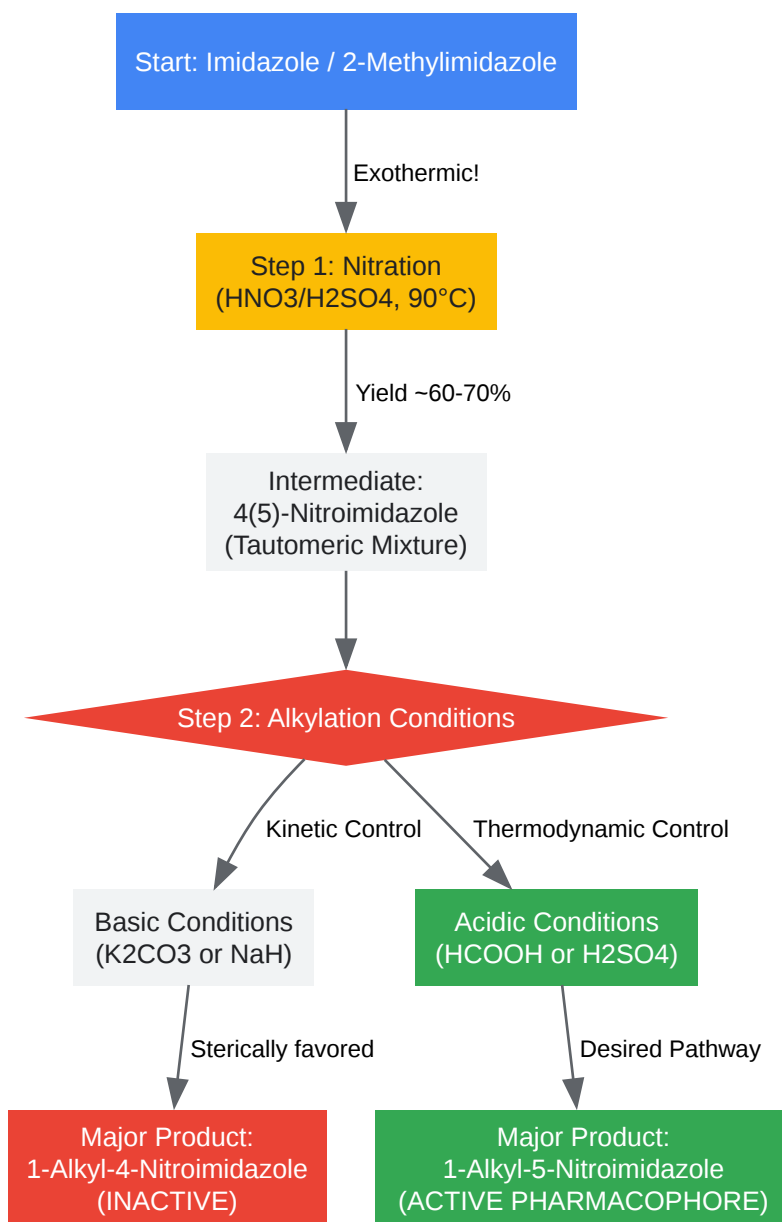 Start: Imidazole / 2-Methylimidazole
Exothermic!
Step 1: Nitration
(HNO3/H2SO4, 90°C)
Yield ~60-70%
Intermediate:
4(5)-Nitroimidazole
(Tautomeric Mixture)
Step 2: Alkylation Conditions
Kinetic Control
Thermodynamic Control
Basic Conditions
(K2CO3 or NaH)
Acidic Conditions
(HCOOH or H2SO4)
Sterically favored
Desired Pathway
Major Product:
1-Alkyl-4-Nitroimidazole
(INACTIVE)
Major Product:
1-Alkyl-5-Nitroimidazole
(ACTIVE PHARMACOPHORE)